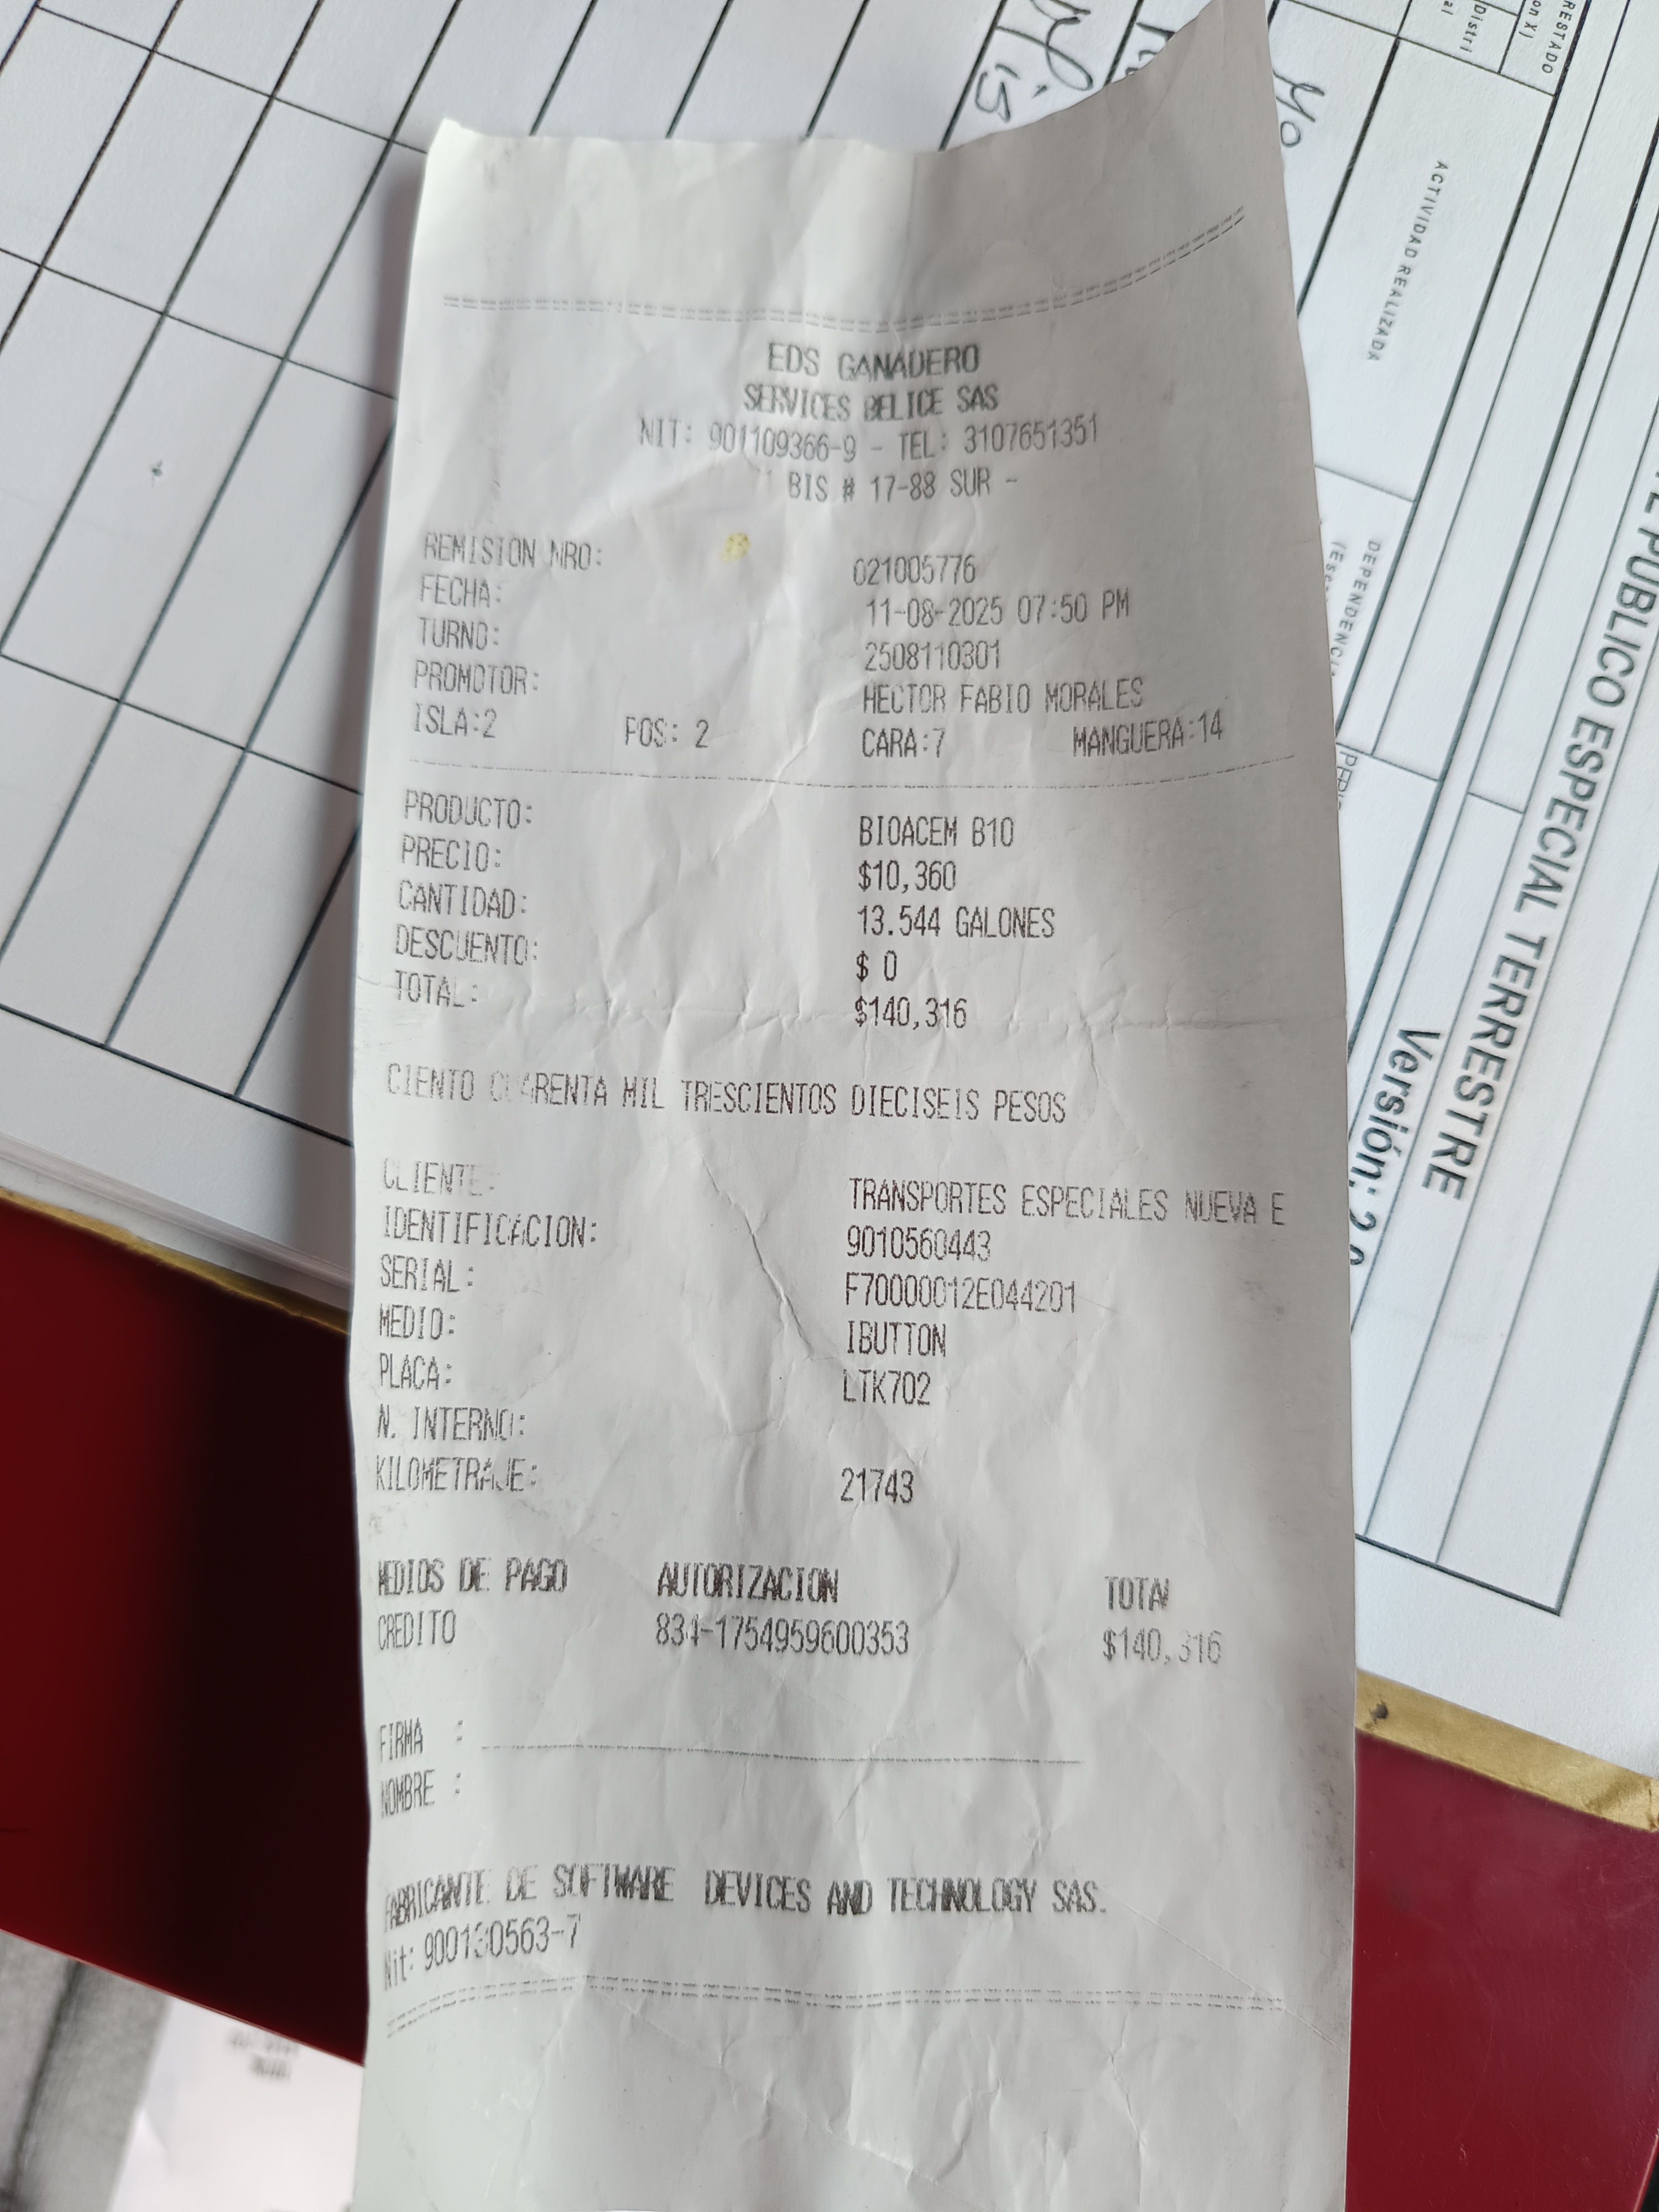 EDS GANADERO
SERVICES BELICE SAS
NIT: 901109366-9 - TEL: 3107651351
BIS # 17-88 SUR -
REMISION NRO: 021005776
FECHA: 11-08-2025 07:50 PM
TURNO: 2508110301
PROMOTOR: HECTOR FABIO MORALES
ISLA:2 POS: 2 CARA:7 MANGUERA:14
PRODUCTO: BIOACEM B10
PRECIO: $10,360
CANTIDAD: 13.544 GALONES
DESCUENTO: $ 0
TOTAL: $140,316
CIENTO CUARENTA MIL TRESCIENTOS DIECISEIS PESOS
CLIENTE: TRANSPORTES ESPECIALES NUEVA E
IDENTIFICACION: 9010560443
SERIAL: F70000012E044201
MEDIO: IBUTTON
PLACA: LTK702
N. INTERNO:
KILOMETRAJE: 21743
MEDIOS DE PAGO AUTORIZACION TOTAL
CREDITO 834-1754959600353 $140,316
FIRMA :
NOMBRE :
FABRICANTE DE SOFTWARE DEVICES AND TECHNOLOGY SAS.
Nit: 900130563-7
ACTIVIDAD REALIZADA
PUBLICO ESPECIAL TERRESTRE
Versión: